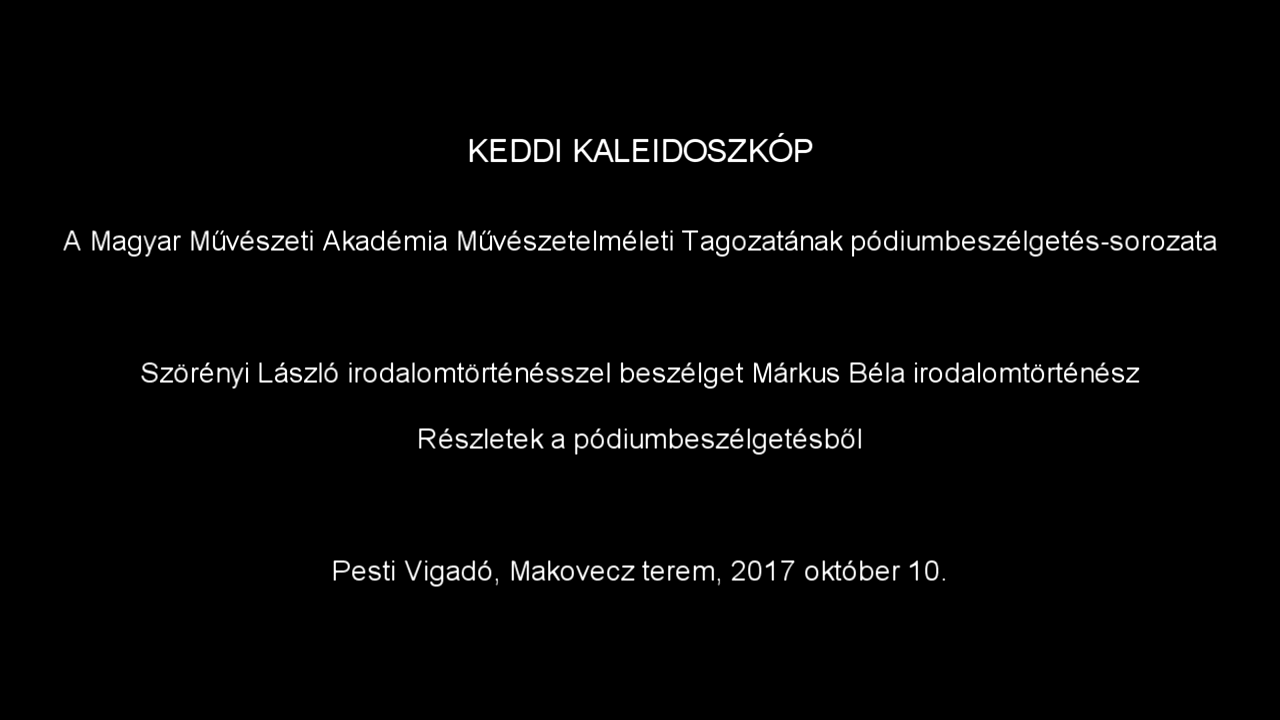 KEDDI KALEIDOSZKÓP
A Magyar Művészeti Akadémia Művészetelméleti Tagozatának pódiumbeszélgetés-sorozata
Szörényi László irodalomtörténésszel beszélget Márkus Béla irodalomtörténész
Részletek a pódiumbeszélgetésből
Pesti Vigadó, Makovecz terem, 2017 október 10.